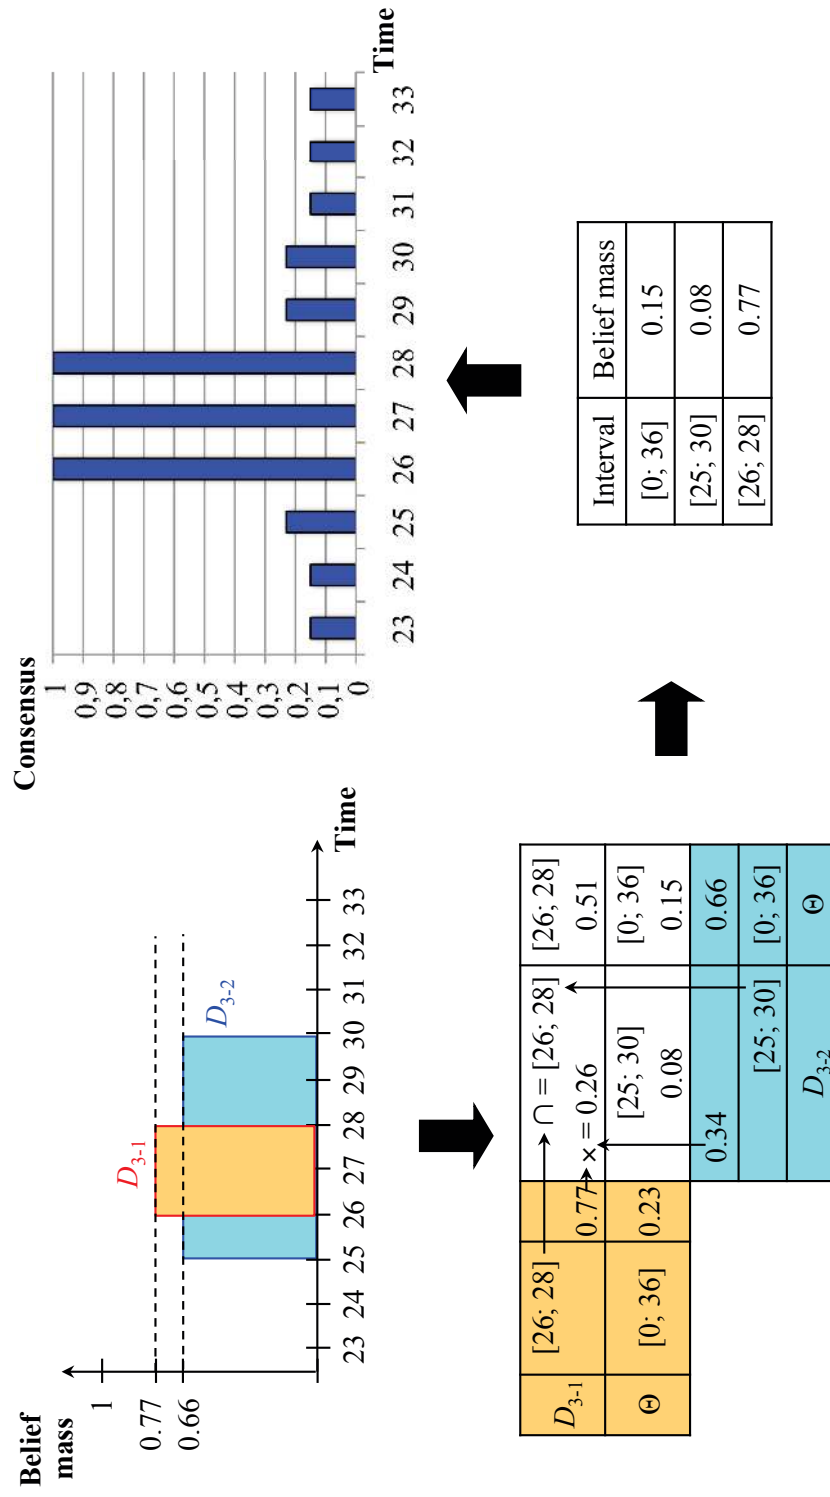 Belief
mass
1
0.77
0.66
D3-1
D3-2
23 24 25 26 27 28 29 30 31 32 33
Time
Consensus
1
0,9
0,8
0,7
0,6
0,5
0,4
0,3
0,2
0,1
0
23 24 25 26 27 28 29 30 31 32 33
Time
D3-1 [26; 28] 0.77 ∩ = [26; 28] × = 0.26 [26; 28] 0.51
Θ [0; 36] 0.23 [25; 30] 0.08 [0; 36] 0.15
0.34 0.66
[25; 30] [0; 36]
D3-2 Θ
Interval Belief mass
[0; 36] 0.15
[25; 30] 0.08
[26; 28] 0.77